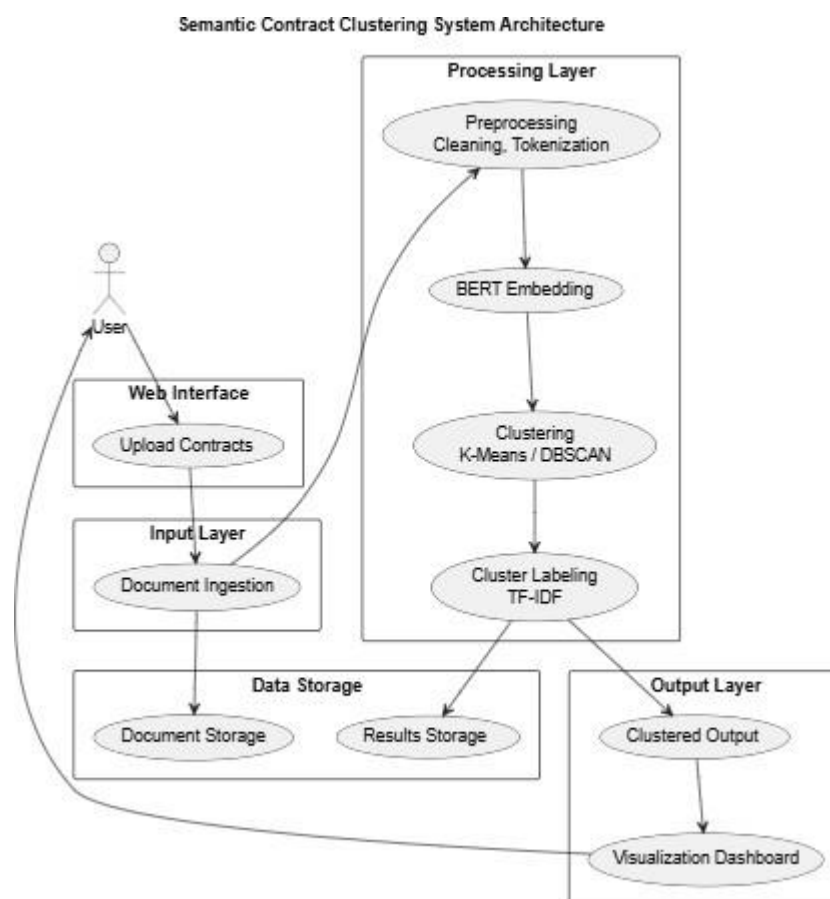 Semantic Contract Clustering System Architecture
Processing Layer
Preprocessing
Cleaning, Tokenization
BERT Embedding
User
Web Interface
Upload Contracts
Clustering
K-Means / DBSCAN
Input Layer
Document Ingestion
Cluster Labeling
TF-IDF
Data Storage
Document Storage
Results Storage
Output Layer
Clustered Output
Visualization Dashboard